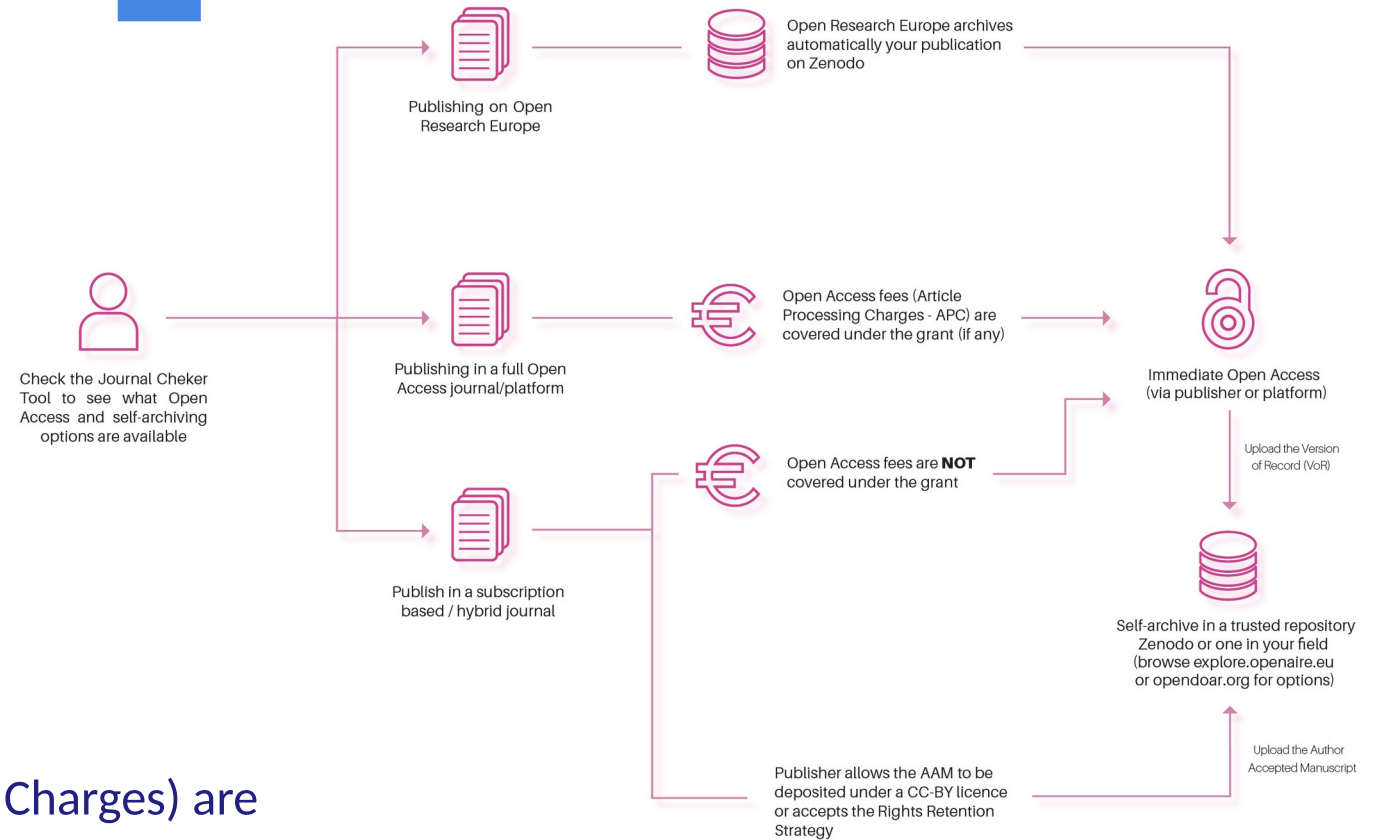 Open Research Europe archives
automatically your publication
on Zenodo
Publishing on Open
Research Europe
Check the Journal Cheker
Tool to see what Open
Access and self-archiving
options are available
Publishing in a full Open
Access journal/platform
Open Access fees (Article
Processing Charges - APC) are
covered under the grant (if any)
Immediate Open Access
(via publisher or platform)
Upload the Version
of Record (VoR)
Open Access fees are NOT
covered under the grant
Publish in a subscription
based / hybrid journal
Self-archive in a trusted repository
Zenodo or one in your field
(browse explore.openaire.eu
or opendoar.org for options)
Upload the Author
Accepted Manuscript
Publisher allows the AAM to be
deposited under a CC-BY licence
or accepts the Rights Retention
Strategy
Charges) are